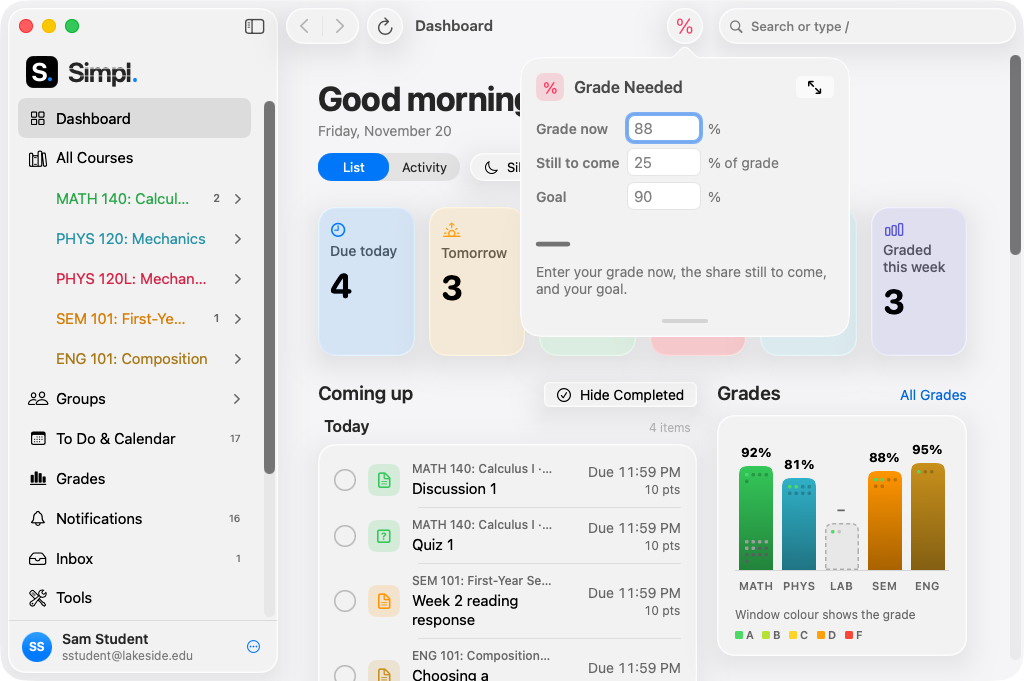 Dashboard
%
Search or type /
S.
Simpl.
Dashboard
All Courses
MATH 140: Calcul... 2
PHYS 120: Mechanics
PHYS 120L: Mechan...
SEM 101: First-Ye... 1
ENG 101: Composition
Groups
To Do & Calendar 17
Grades
Notifications 16
Inbox 1
Tools
SS
Sam Student
sstudent@lakeside.edu
Good morning
Friday, November 20
List Activity
% Grade Needed
Grade now 88 %
Still to come 25 % of grade
Goal 90 %
Enter your grade now, the share still to come,
and your goal.
Due today
4
Tomorrow
3
Graded
this week
3
Coming up
Hide Completed
Today 4 items
MATH 140: Calculus I ·...
Discussion 1
Due 11:59 PM
10 pts
MATH 140: Calculus I ·...
Quiz 1
Due 11:59 PM
10 pts
SEM 101: First-Year Se...
Week 2 reading
response
Due 11:59 PM
10 pts
ENG 101: Composition...
Choosing a
Due 11:59 PM
Grades All Grades
92% 81% – 88% 95%
MATH PHYS LAB SEM ENG
Window colour shows the grade
A B C D F